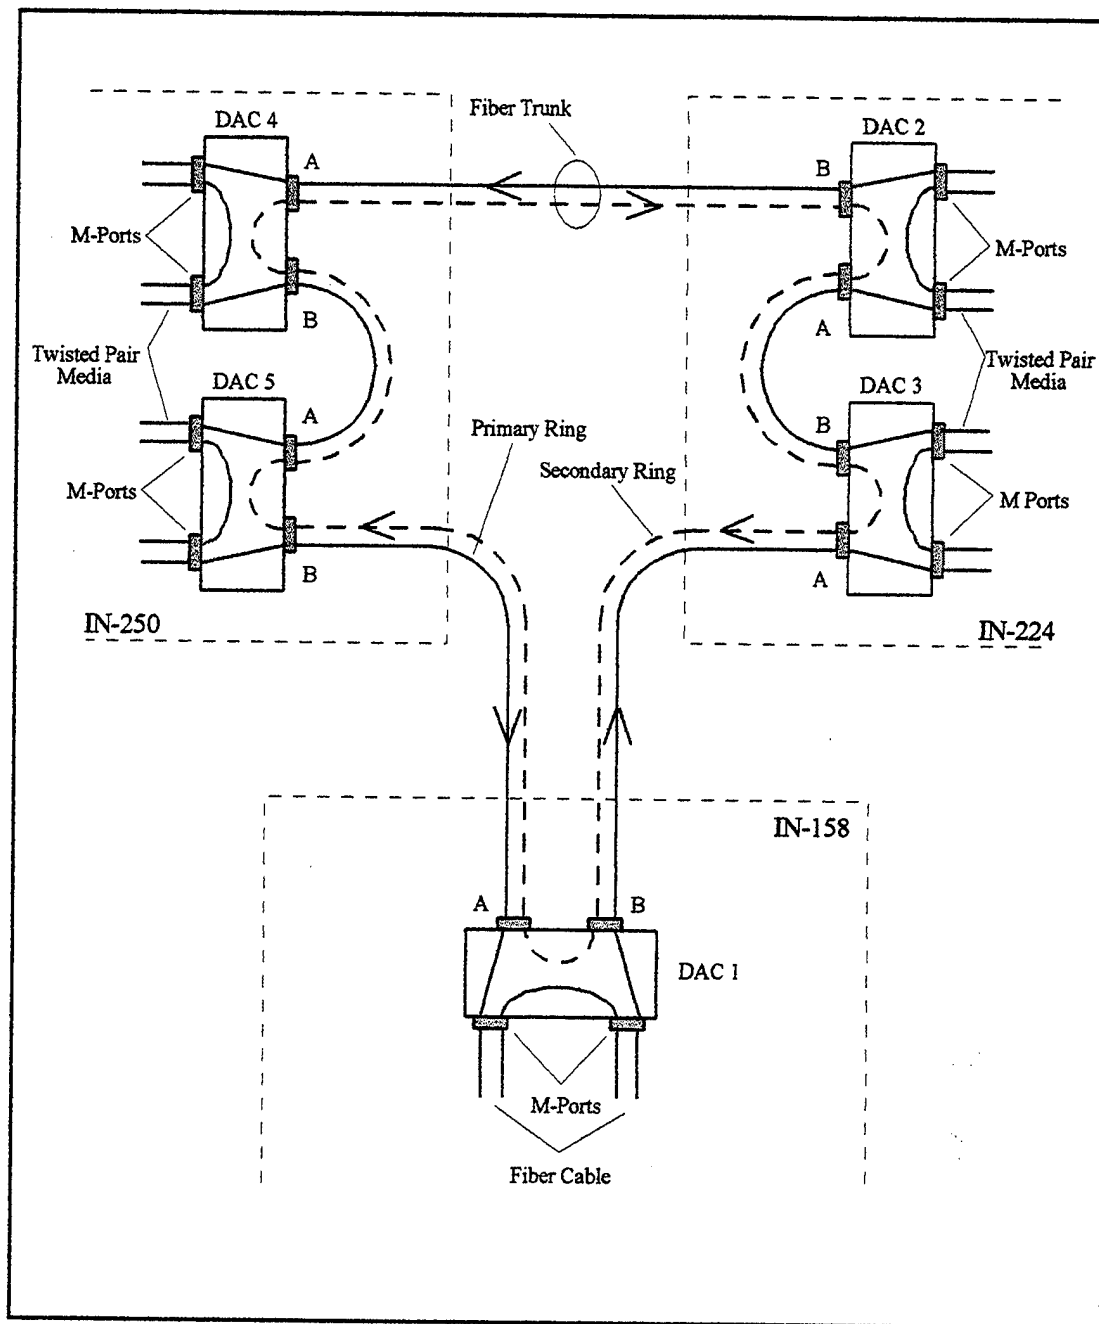 DAC 4
Fiber Trunk
DAC 2
A
B
M-Ports
M-Ports
B
A
Twisted Pair
Media
Twisted Pair
Media
DAC 5
DAC 3
A
B
Primary Ring
Secondary Ring
M-Ports
M Ports
B
A
IN-250
IN-224
IN-158
A
B
DAC 1
M-Ports
Fiber Cable